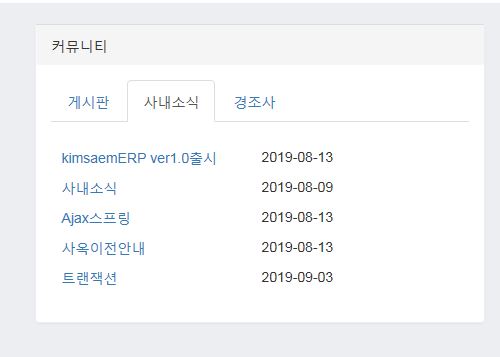 커뮤니티
게시판 사내소식 경조사
kimsaemERP ver1.0출시 2019-08-13
사내소식 2019-08-09
Ajax스프링 2019-08-13
사옥이전안내 2019-08-13
트랜잭션 2019-09-03